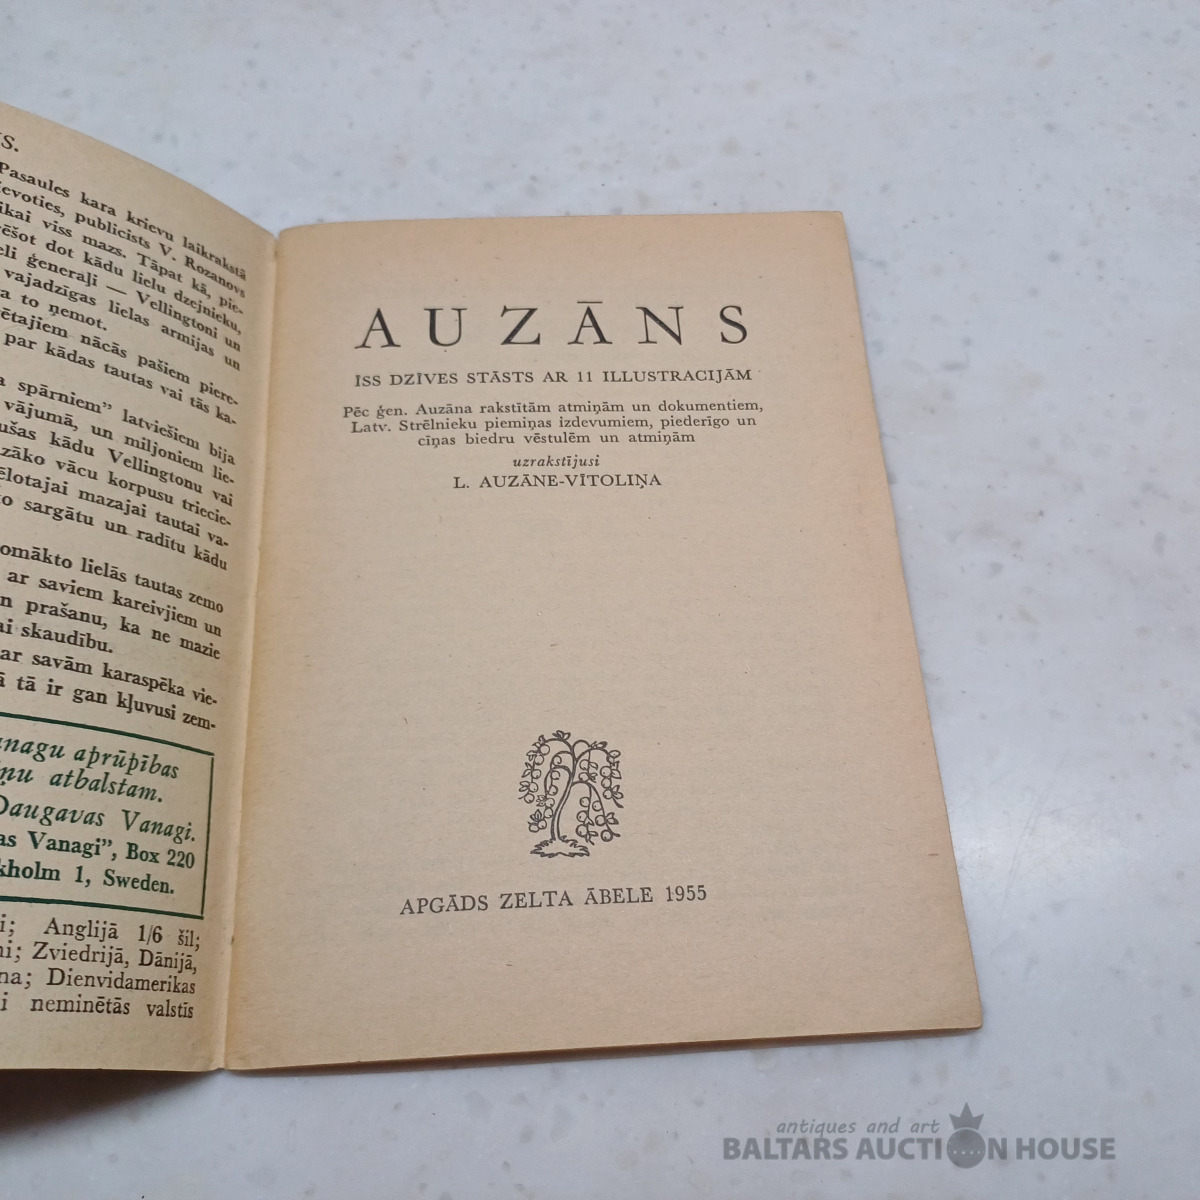 S.
Pasaules kara krievu laikrakstā
publicists V. Rozanovs
viss mazs. Tāpat kā, pie-
dot kādu lielu dzejnieku,
ģeneraļi — Vellingtoni un
vajadzīgas lielas armijas un
to ņemot.
nācās pašiem piere-
par kādas tautas vai tās ka-
spārniem” latviešiem bija
vājumā, un miljoniem lie-
kādu Vellingtonu vai
vācu korpusu triecie-
mazajai tautai va-
sargātu un radītu kādu
lielās tautas zemo
ar saviem kareivjiem un
prašanu, ka ne mazie
skaudību.
ar savām karaspēka vie-
tā ir gan kļuvusi zem-
aprūpības
atbalstam.
Daugavas Vanagi.
Vanagi”, Box 220
1, Sweden.
Anglijā 1/6 šil;
Zviedrijā, Dānijā,
Dienvidamerikas
neminētās valstīs
AUZĀNS
ĪSS DZĪVES STĀSTS AR 11 ILLUSTRACIJĀM
Pēc ģen. Auzāna rakstītām atmiņām un dokumentiem,
Latv. Strēlnieku piemiņas izdevumiem, piederīgo un
cīņas biedru vēstulēm un atmiņām
uzrakstījusi
L. AUZĀNE-VĪTOLIŅA
APGĀDS ZELTA ĀBELE 1955
antiques and art
BALTARS AUCTION HOUSE